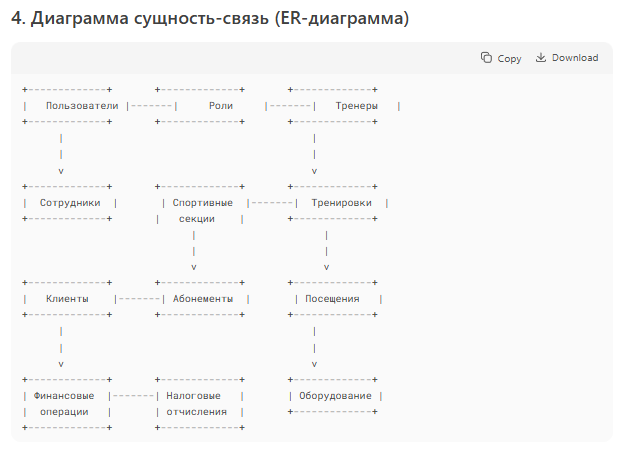 4. Диаграмма сущность-связь (ER-диаграмма)
Copy Download
+------------+ +------------+ +------------+
| Пользователи |-------| Роли |-------| Тренеры |
+------------+ +------------+ +------------+
| |
| |
v v
+------------+ +------------+ +------------+
| Сотрудники | | Спортивные |-------| Тренировки |
+------------+ | секции | +------------+
| |
| |
v v
+------------+ +------------+ +------------+
| Клиенты |-------| Абонементы | | Посещения |
+------------+ +------------+ +------------+
| |
| |
v v
+------------+ +------------+ +------------+
| Финансовые |-------| Налоговые | | Оборудование |
| операции | | отчисления | +------------+
+------------+ +------------+